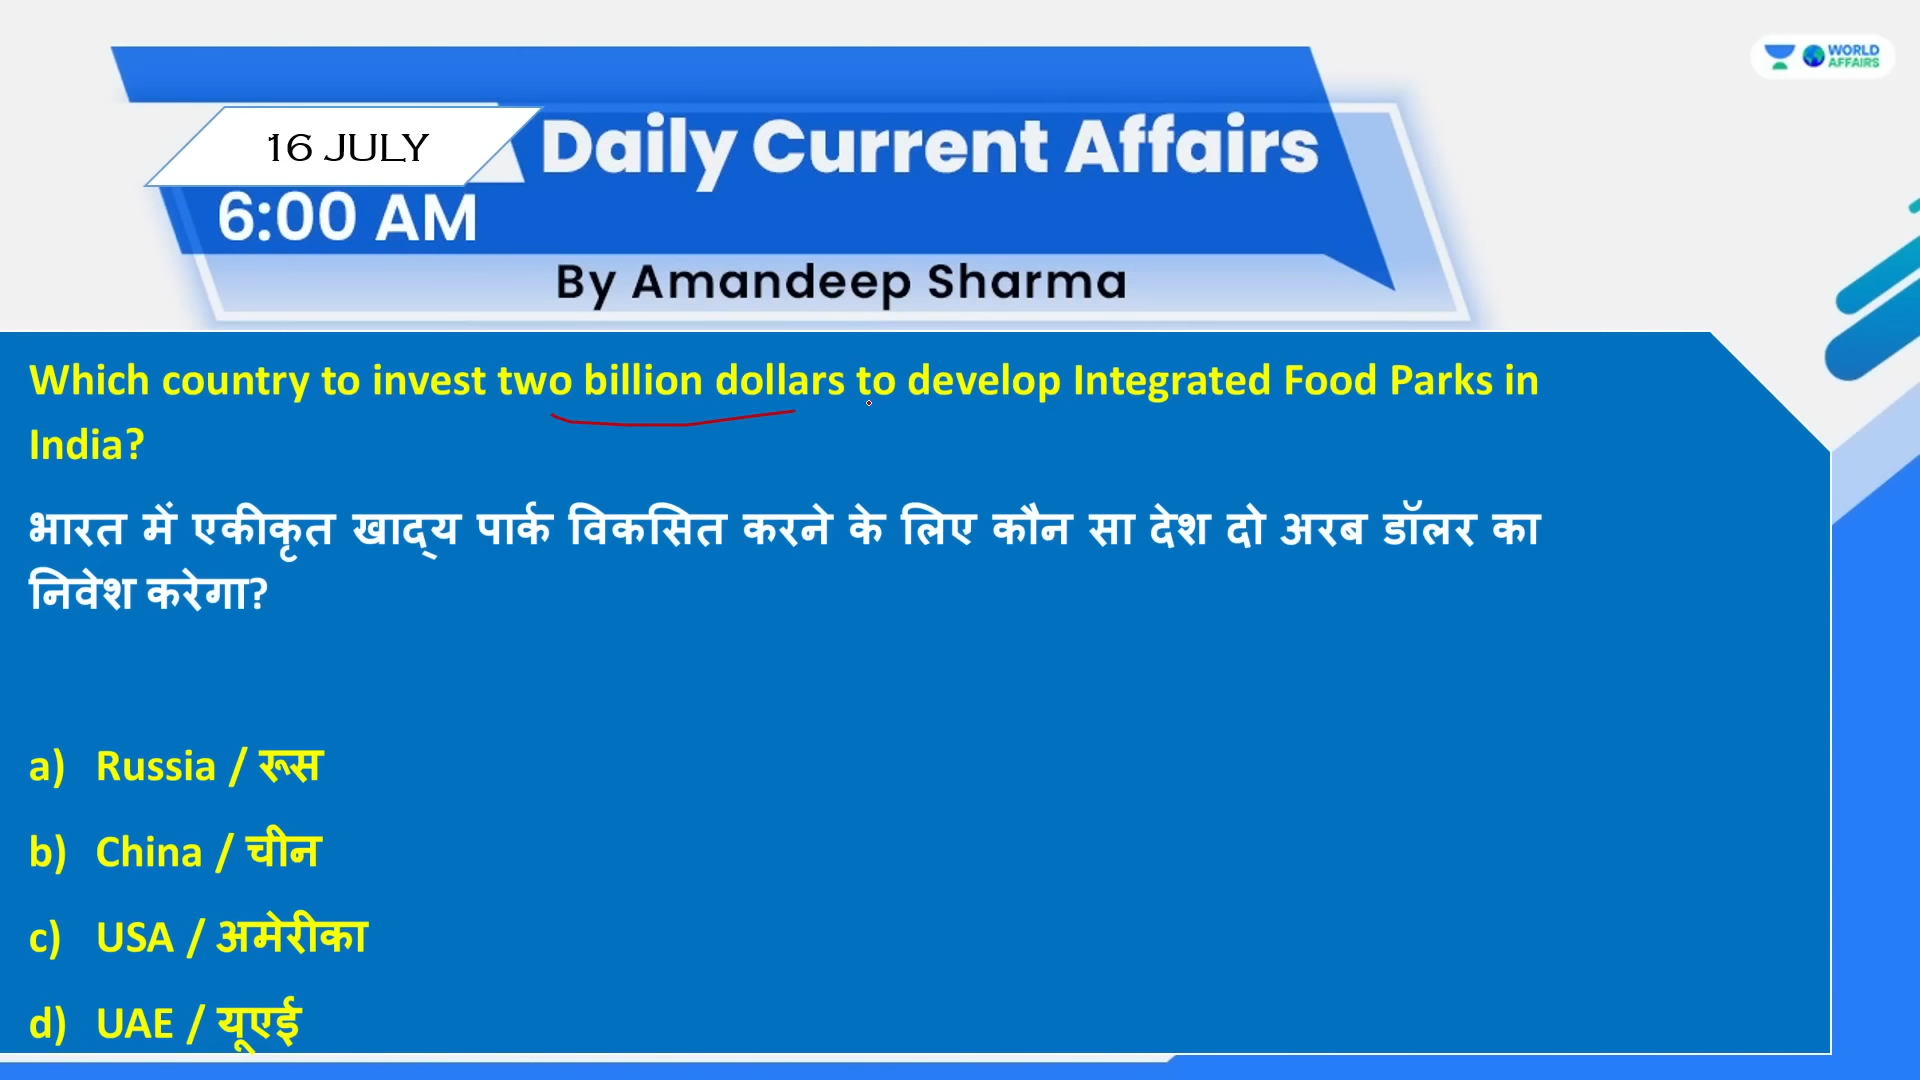 WORLD
AFFAIRS
16 JULY
Daily Current Affairs
6:00 AM
By Amandeep Sharma
Which country to invest two billion dollars to develop Integrated Food Parks in
India?
भारत में एकीकृत खाद्य पार्क विकसित करने के लिए कौन सा देश दो अरब डॉलर का
निवेश करेगा?
a) Russia / रूस
b) China / चीन
c) USA / अमेरीका
d) UAE / यूएई